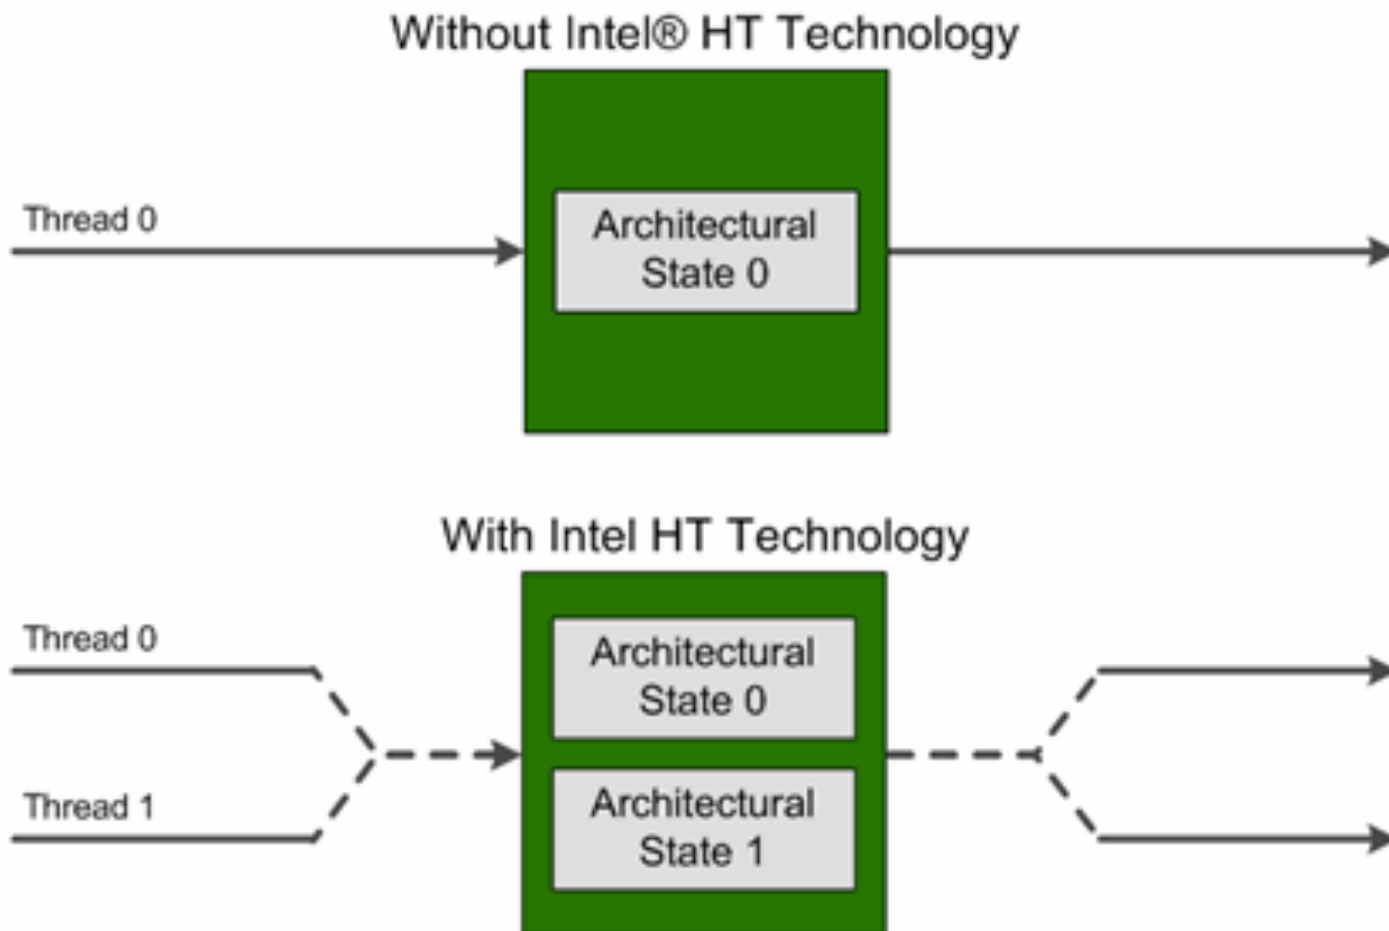 Without Intel® HT Technology
Thread 0
Architectural
State 0
With Intel HT Technology
Thread 0
Architectural
State 0
Thread 1
Architectural
State 1